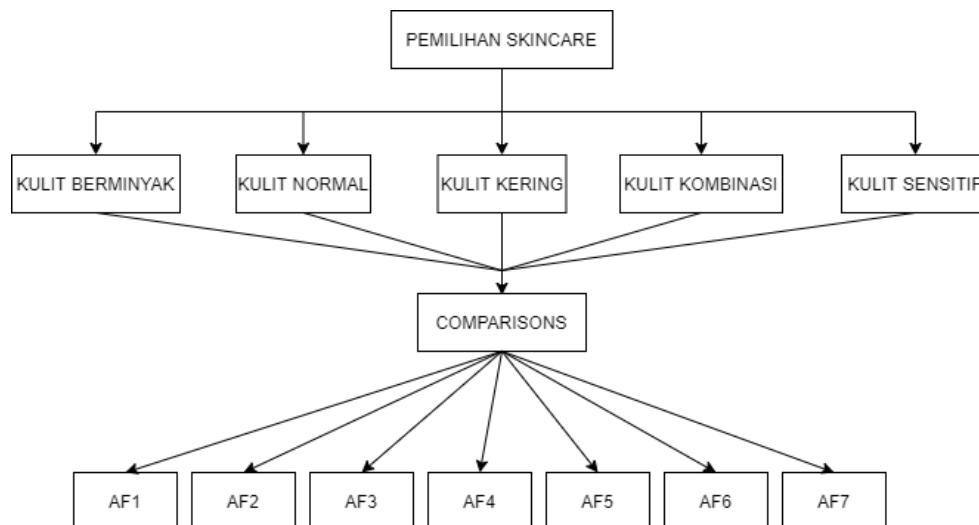 PEMILIHAN SKINCARE
KULIT BERMINYAK
KULIT NORMAL
KULIT KERING
KULIT KOMBINASI
KULIT SENSITIF
COMPARISONS
AF1
AF2
AF3
AF4
AF5
AF6
AF7